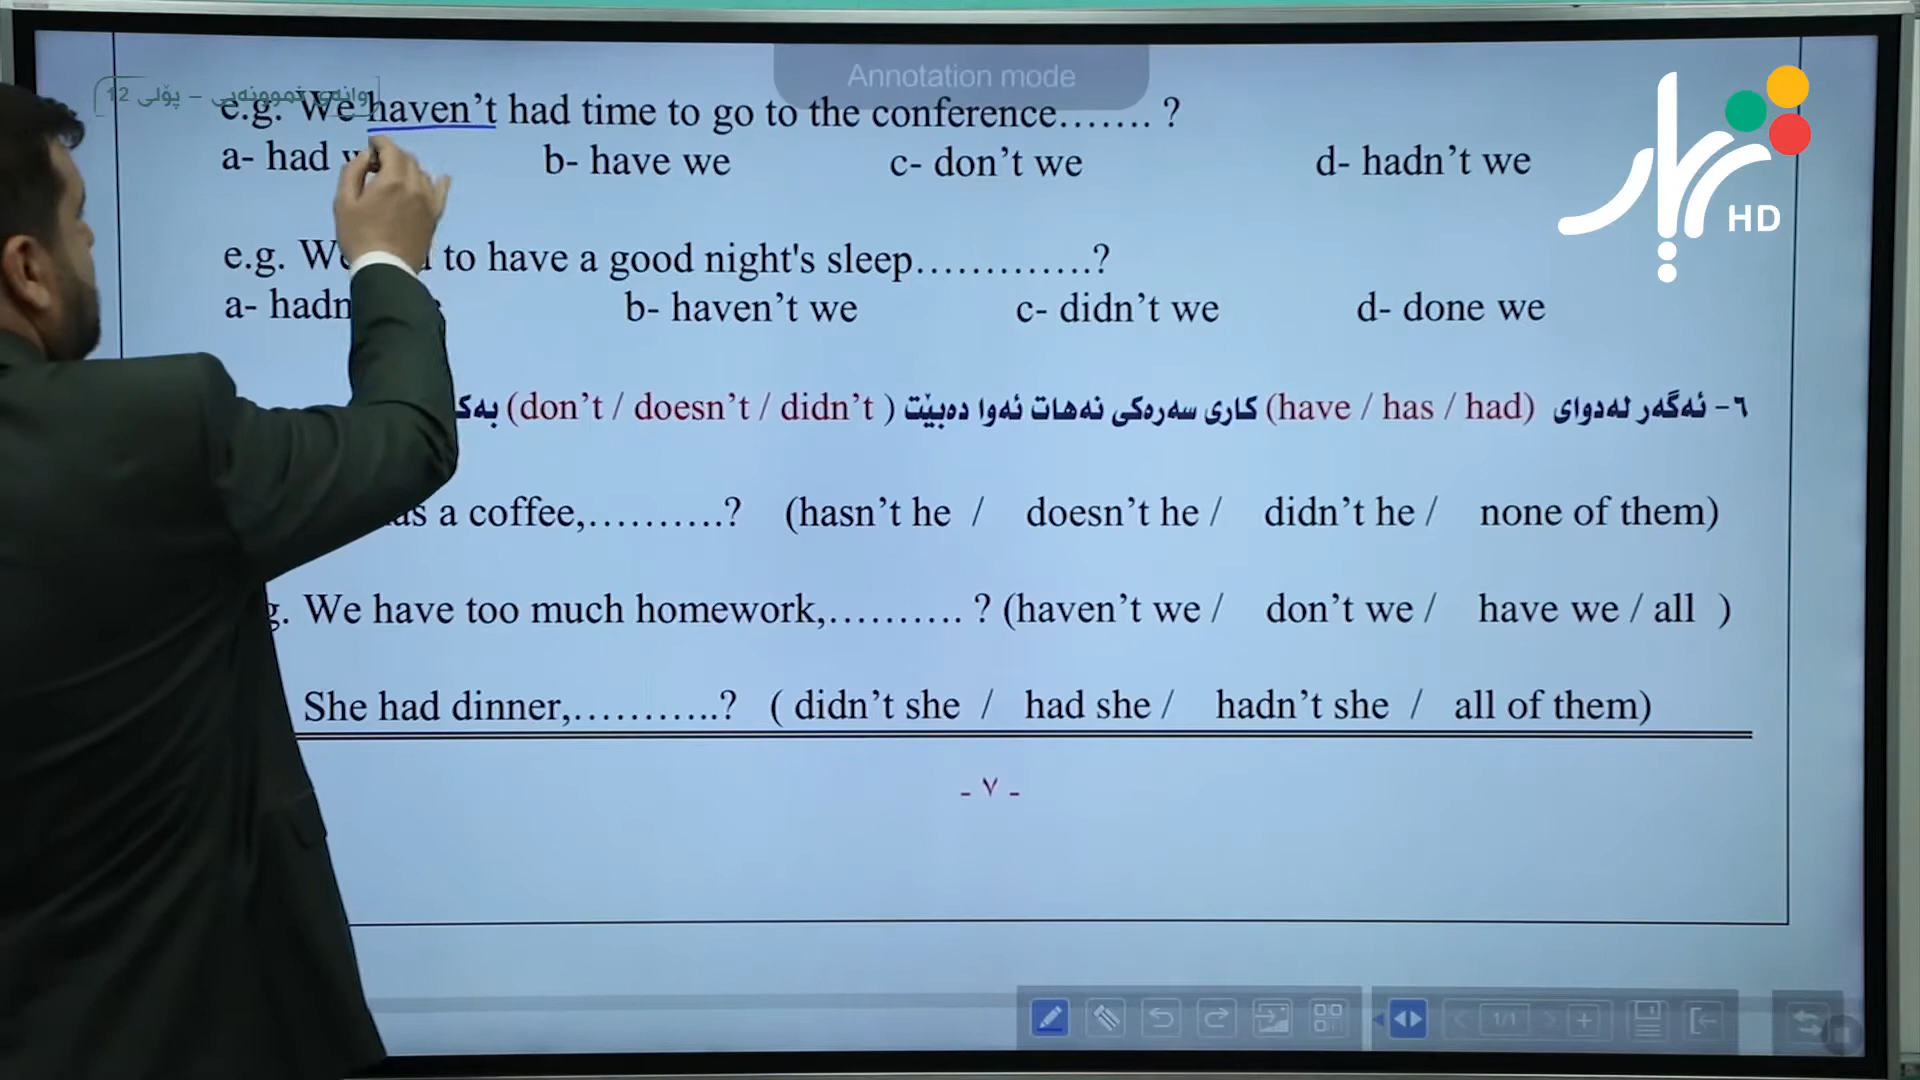 Annotation mode
وانەی نموونەیی – پۆلی 12
e.g. We haven’t had time to go to the conference....... ?
a- had b- have we c- don’t we d- hadn’t we
HD
e.g. to have a good night's sleep.............?
b- haven’t we c- didn’t we d- done we
٦- ئەگەر لەدوای (have / has / had) کاری سەرەکی نەهات ئەوا دەبێت (don’t / doesn’t / didn’t )
a coffee,..........? (hasn’t he / doesn’t he / didn’t he / none of them)
We have too much homework,.......... ? (haven’t we / don’t we / have we / all )
She had dinner,...........? ( didn’t she / had she / hadn’t she / all of them)
- ٧ -
1/1